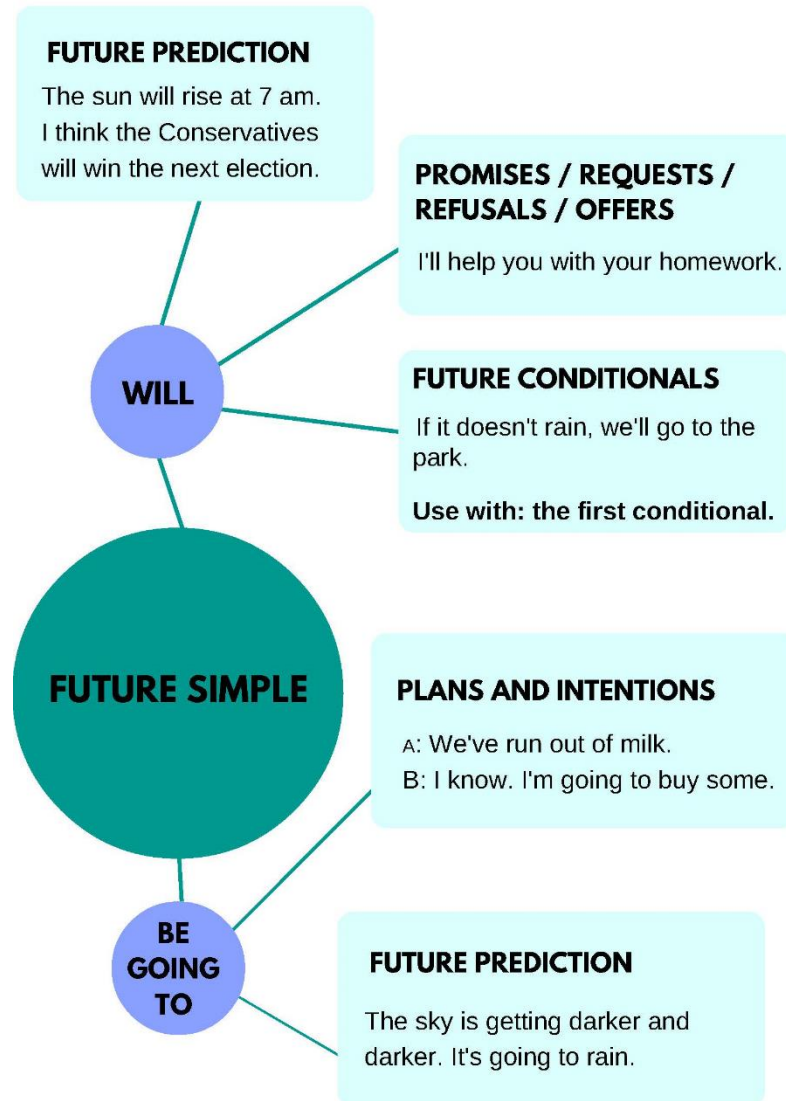 FUTURE PREDICTION
The sun will rise at 7 am.
I think the Conservatives
will win the next election.
PROMISES / REQUESTS /
REFUSALS / OFFERS
I'll help you with your homework.
WILL
FUTURE CONDITIONALS
If it doesn't rain, we'll go to the
park.
Use with: the first conditional.
FUTURE SIMPLE
PLANS AND INTENTIONS
A: We've run out of milk.
B: I know. I'm going to buy some.
BE
GOING
TO
FUTURE PREDICTION
The sky is getting darker and
darker. It's going to rain.